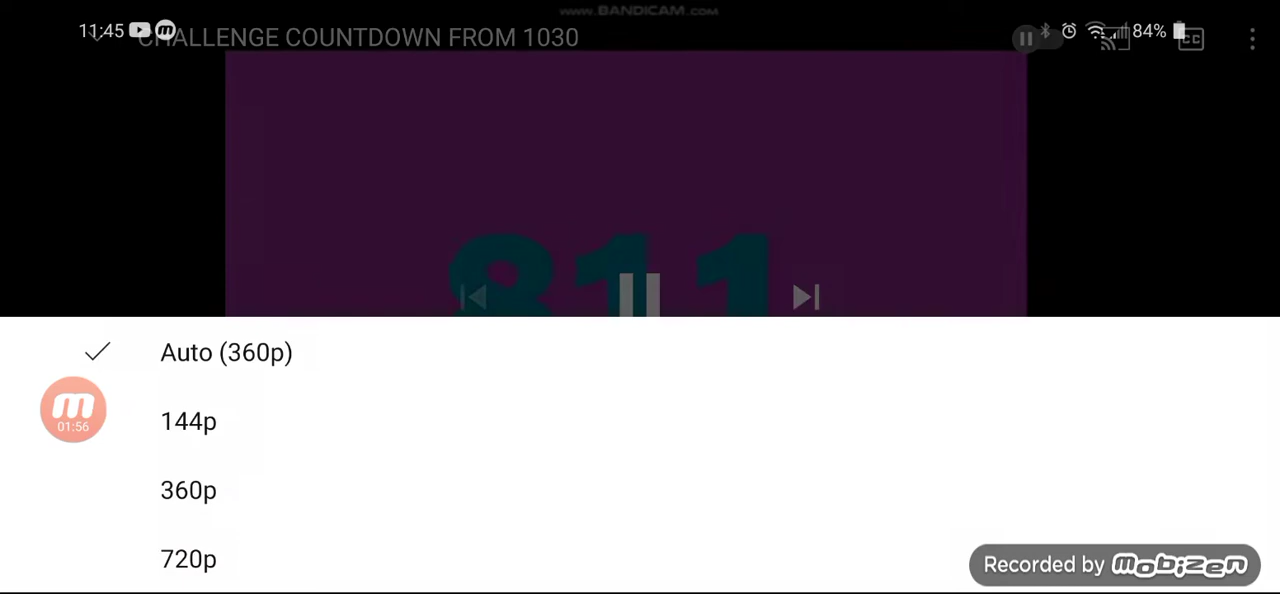 www.BANDICAM.com
11:45
CHALLENGE COUNTDOWN FROM 1030
84%
CC
811
Auto (360p)
m
01:56
144p
360p
720p
Recorded by mobizen